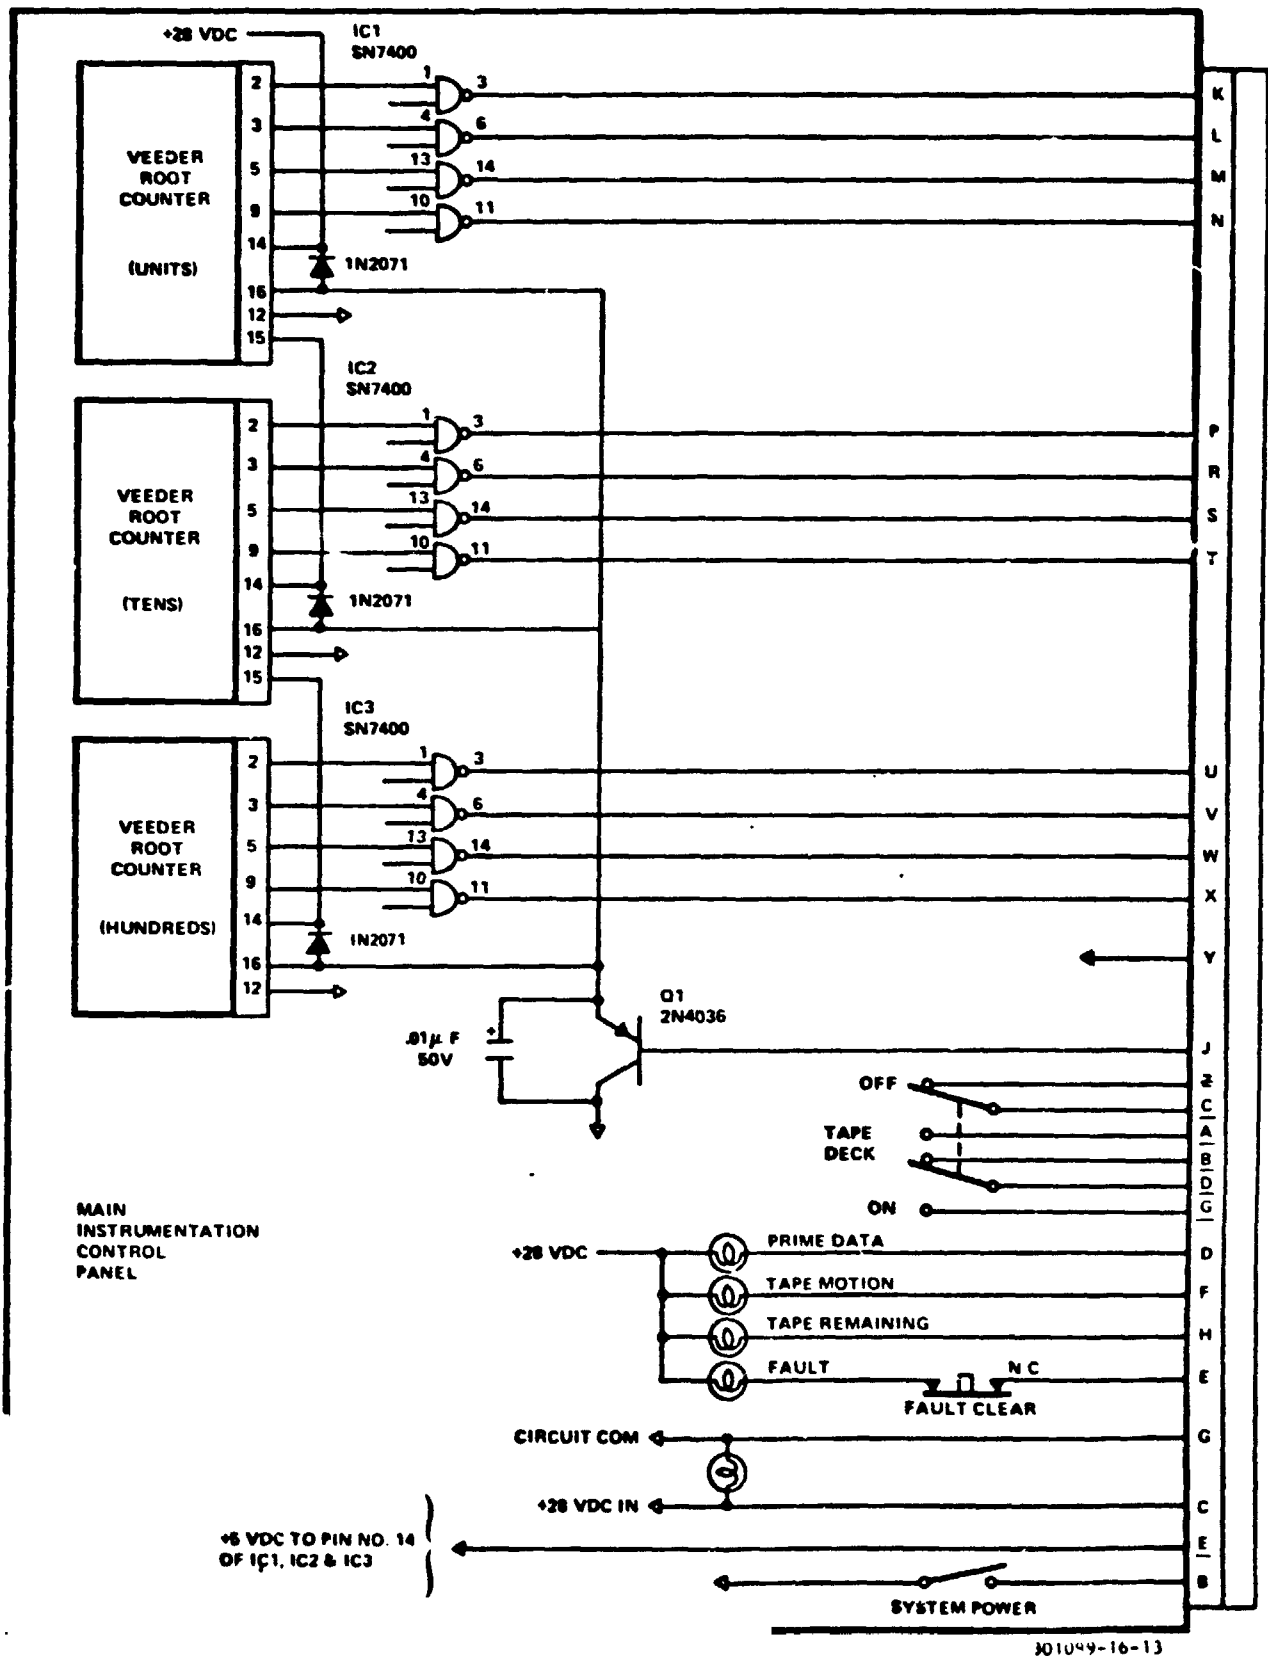 +28 VDC
IC1
SN7400
2
1
3
K
3
4
6
L
VEEDER
ROOT
COUNTER
5
13
14
M
9
10
11
N
14
(UNITS)
1N2071
16
12
15
IC2
SN7400
2
1
3
P
3
4
6
R
VEEDER
ROOT
COUNTER
5
13
14
S
9
10
11
T
14
(TENS)
1N2071
16
12
15
IC3
SN7400
2
1
3
U
3
4
6
V
VEEDER
ROOT
COUNTER
5
13
14
W
9
10
11
X
14
(HUNDREDS)
1N2071
16
Y
12
Q1
2N4036
+
.01μ F
50V
J
OFF
Z
C
TAPE
DECK
A
B
D
ON
G
MAIN
INSTRUMENTATION
CONTROL
PANEL
+28 VDC
PRIME DATA
D
TAPE MOTION
F
TAPE REMAINING
H
FAULT
N C
E
FAULT CLEAR
CIRCUIT COM
G
+28 VDC IN
C
+5 VDC TO PIN NO. 14
OF IC1, IC2 & IC3
E
B
SYSTEM POWER
301099-16-13